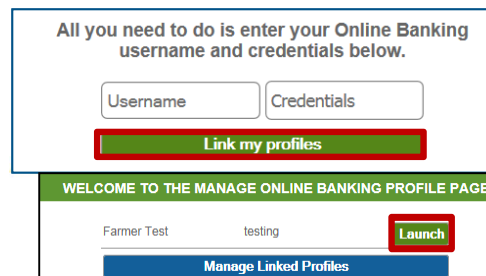 All you need to do is enter your Online Banking
username and credentials below.
Username Credentials
Link my profiles
WELCOME TO THE MANAGE ONLINE BANKING PROFILE PAGE
Farmer Test testing Launch
Manage Linked Profiles